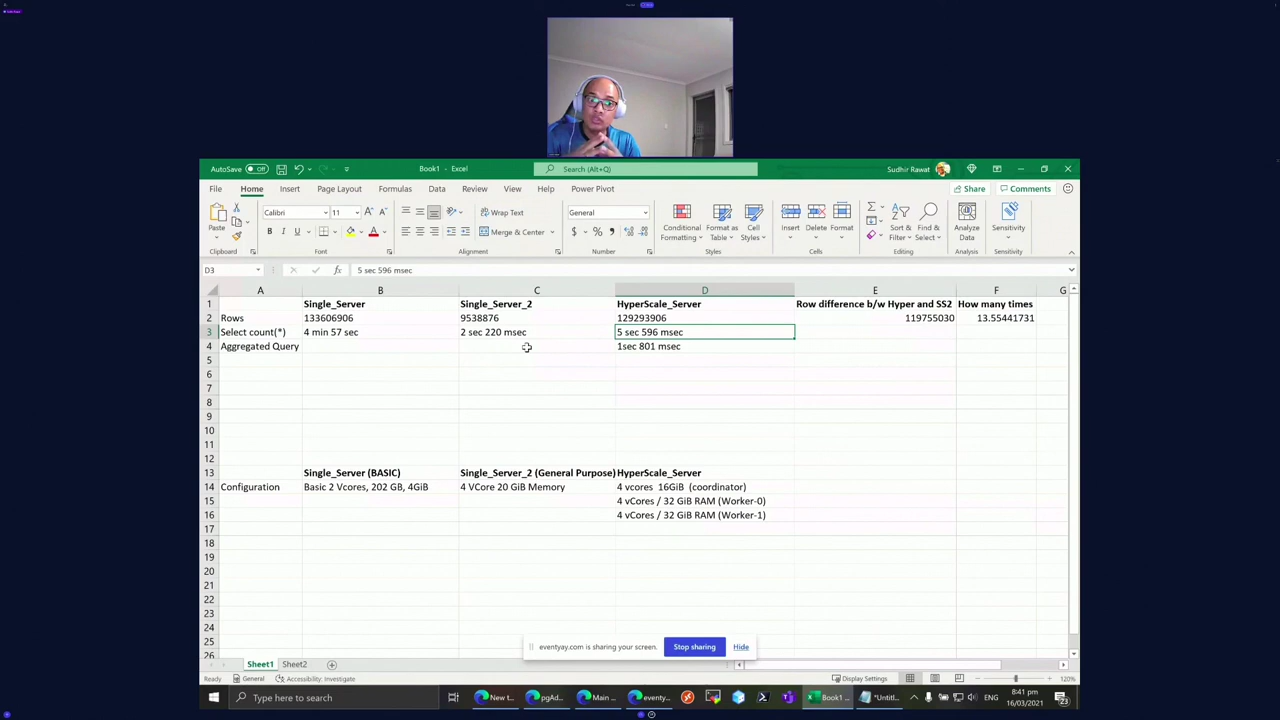 AutoSave Off
Book1 - Excel
Search (Alt+Q)
Sudhir Rawat
File Home Insert Page Layout Formulas Data Review View Help Power Pivot
Share Comments
Paste
Calibri 11
B I U
Wrap Text
Merge & Center
General
$ % ,
Conditional Formatting
Format as Table
Cell Styles
Insert Delete Format
Sort & Filter
Find & Select
Analyze Data
Sensitivity
Clipboard Font Alignment Number Styles Cells Editing Analysis Sensitivity
D3 fx 5 sec 596 msec
A B C D E F G
1 Single_Server Single_Server_2 HyperScale_Server Row difference b/w Hyper and SS2 How many times
2 Rows 133606906 9538876 129293906 119755030 13.55441731
3 Select count(*) 4 min 57 sec 2 sec 220 msec 5 sec 596 msec
4 Aggregated Query 1sec 801 msec
5
6
7
8
9
10
11
12
13 Single_Server (BASIC) Single_Server_2 (General Purpose) HyperScale_Server
14 Configuration Basic 2 Vcores, 202 GB, 4GiB 4 VCore 20 GiB Memory 4 vcores 16GiB (coordinator)
15 4 vCores / 32 GiB RAM (Worker-0)
16 4 vCores / 32 GiB RAM (Worker-1)
17
18
19
20
21
22
23
24
25
26
eventyay.com is sharing your screen. Stop sharing Hide
Sheet1 Sheet2
Ready General Accessibility: Investigate Display Settings 120%
Type here to search
New t...
pgAd...
Main ...
eventy...
Book1 ...
*Untitl...
ENG
8:41 pm
16/03/2021